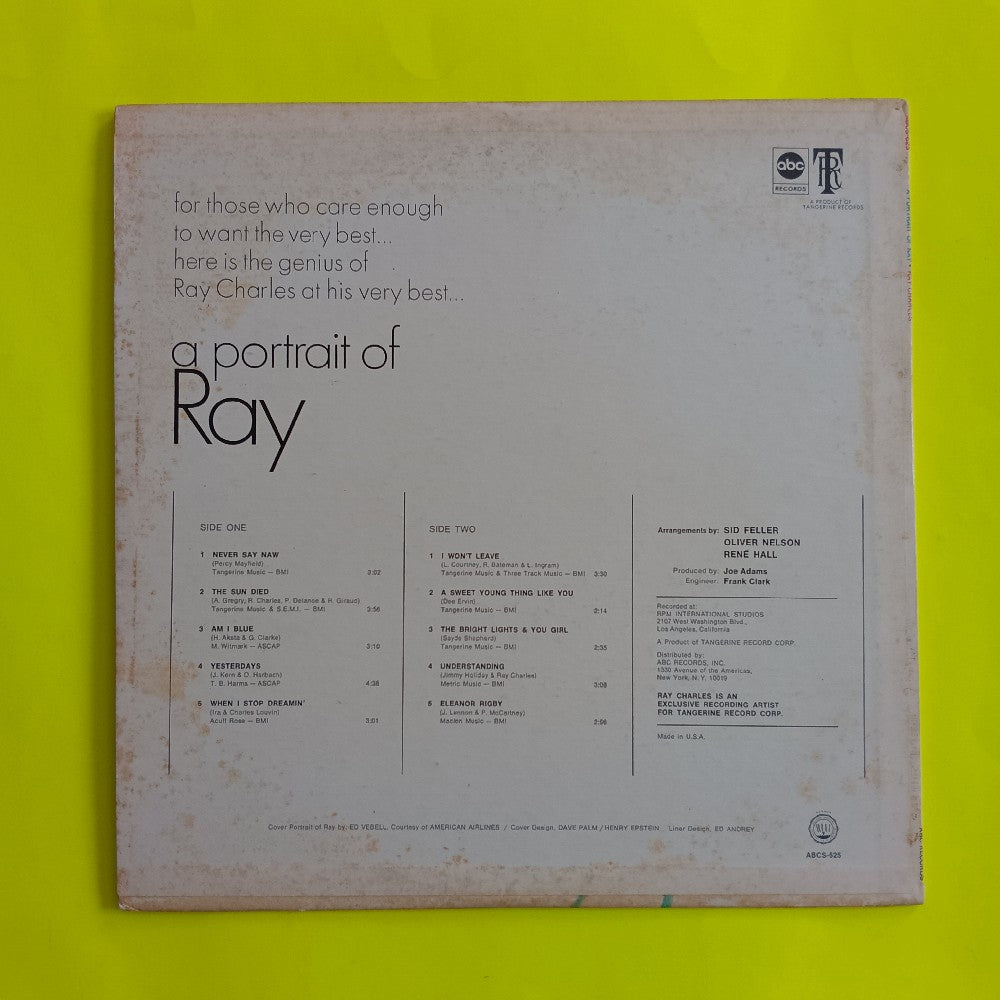 abc
RECORDS
TRC
A PRODUCT OF
TANGERINE RECORDS
for those who care enough
to want the very best...
here is the genius of
Ray Charles at his very best...
a portrait of
Ray
SIDE ONE
1 NEVER SAY NAW
(Percy Mayfield)
Tangerine Music — BMI 3:02
2 THE SUN DIED
(A. Gregry, R. Charles, P. Delance & H. Giraud)
Tangerine Music & S.E.M.I. — BMI 3:56
3 AM I BLUE
(H. Aksta & G. Clarke)
M. Witmark — ASCAP 3:10
4 YESTERDAYS
(J. Kern & O. Harbach)
T. B. Harms — ASCAP 4:38
5 WHEN I STOP DREAMIN'
(Ira & Charles Louvin)
Acuff Rose — BMI 3:01
SIDE TWO
1 I WON'T LEAVE
(L. Courtney, R. Bateman & L. Ingram)
Tangerine Music & Three Track Music — BMI 3:30
2 A SWEET YOUNG THING LIKE YOU
(Dee Ervin)
Tangerine Music — BMI 2:14
3 THE BRIGHT LIGHTS & YOU GIRL
(Sayde Shepherd)
Tangerine Music — BMI 2:35
4 UNDERSTANDING
(Jimmy Holiday & Ray Charles)
Metric Music — BMI 3:08
5 ELEANOR RIGBY
(J. Lennon & P. McCartney)
Maclen Music — BMI 2:56
Arrangements by: SID FELLER
OLIVER NELSON
RENÉ HALL
Produced by: Joe Adams
Engineer: Frank Clark
Recorded at:
RPM INTERNATIONAL STUDIOS
2107 West Washington Blvd.,
Los Angeles, California
A Product of TANGERINE RECORD CORP.
Distributed by:
ABC RECORDS, INC.
1330 Avenue of the Americas,
New York, N.Y. 10019
RAY CHARLES IS AN
EXCLUSIVE RECORDING ARTIST
FOR TANGERINE RECORD CORP.
Made in U.S.A.
Cover Portrait of Ray by: ED VEBELL, Courtesy of AMERICAN AIRLINES / Cover Design, DAVE PALM / HENRY EPSTEIN Liner Design, ED ANDREY
ABCS-625